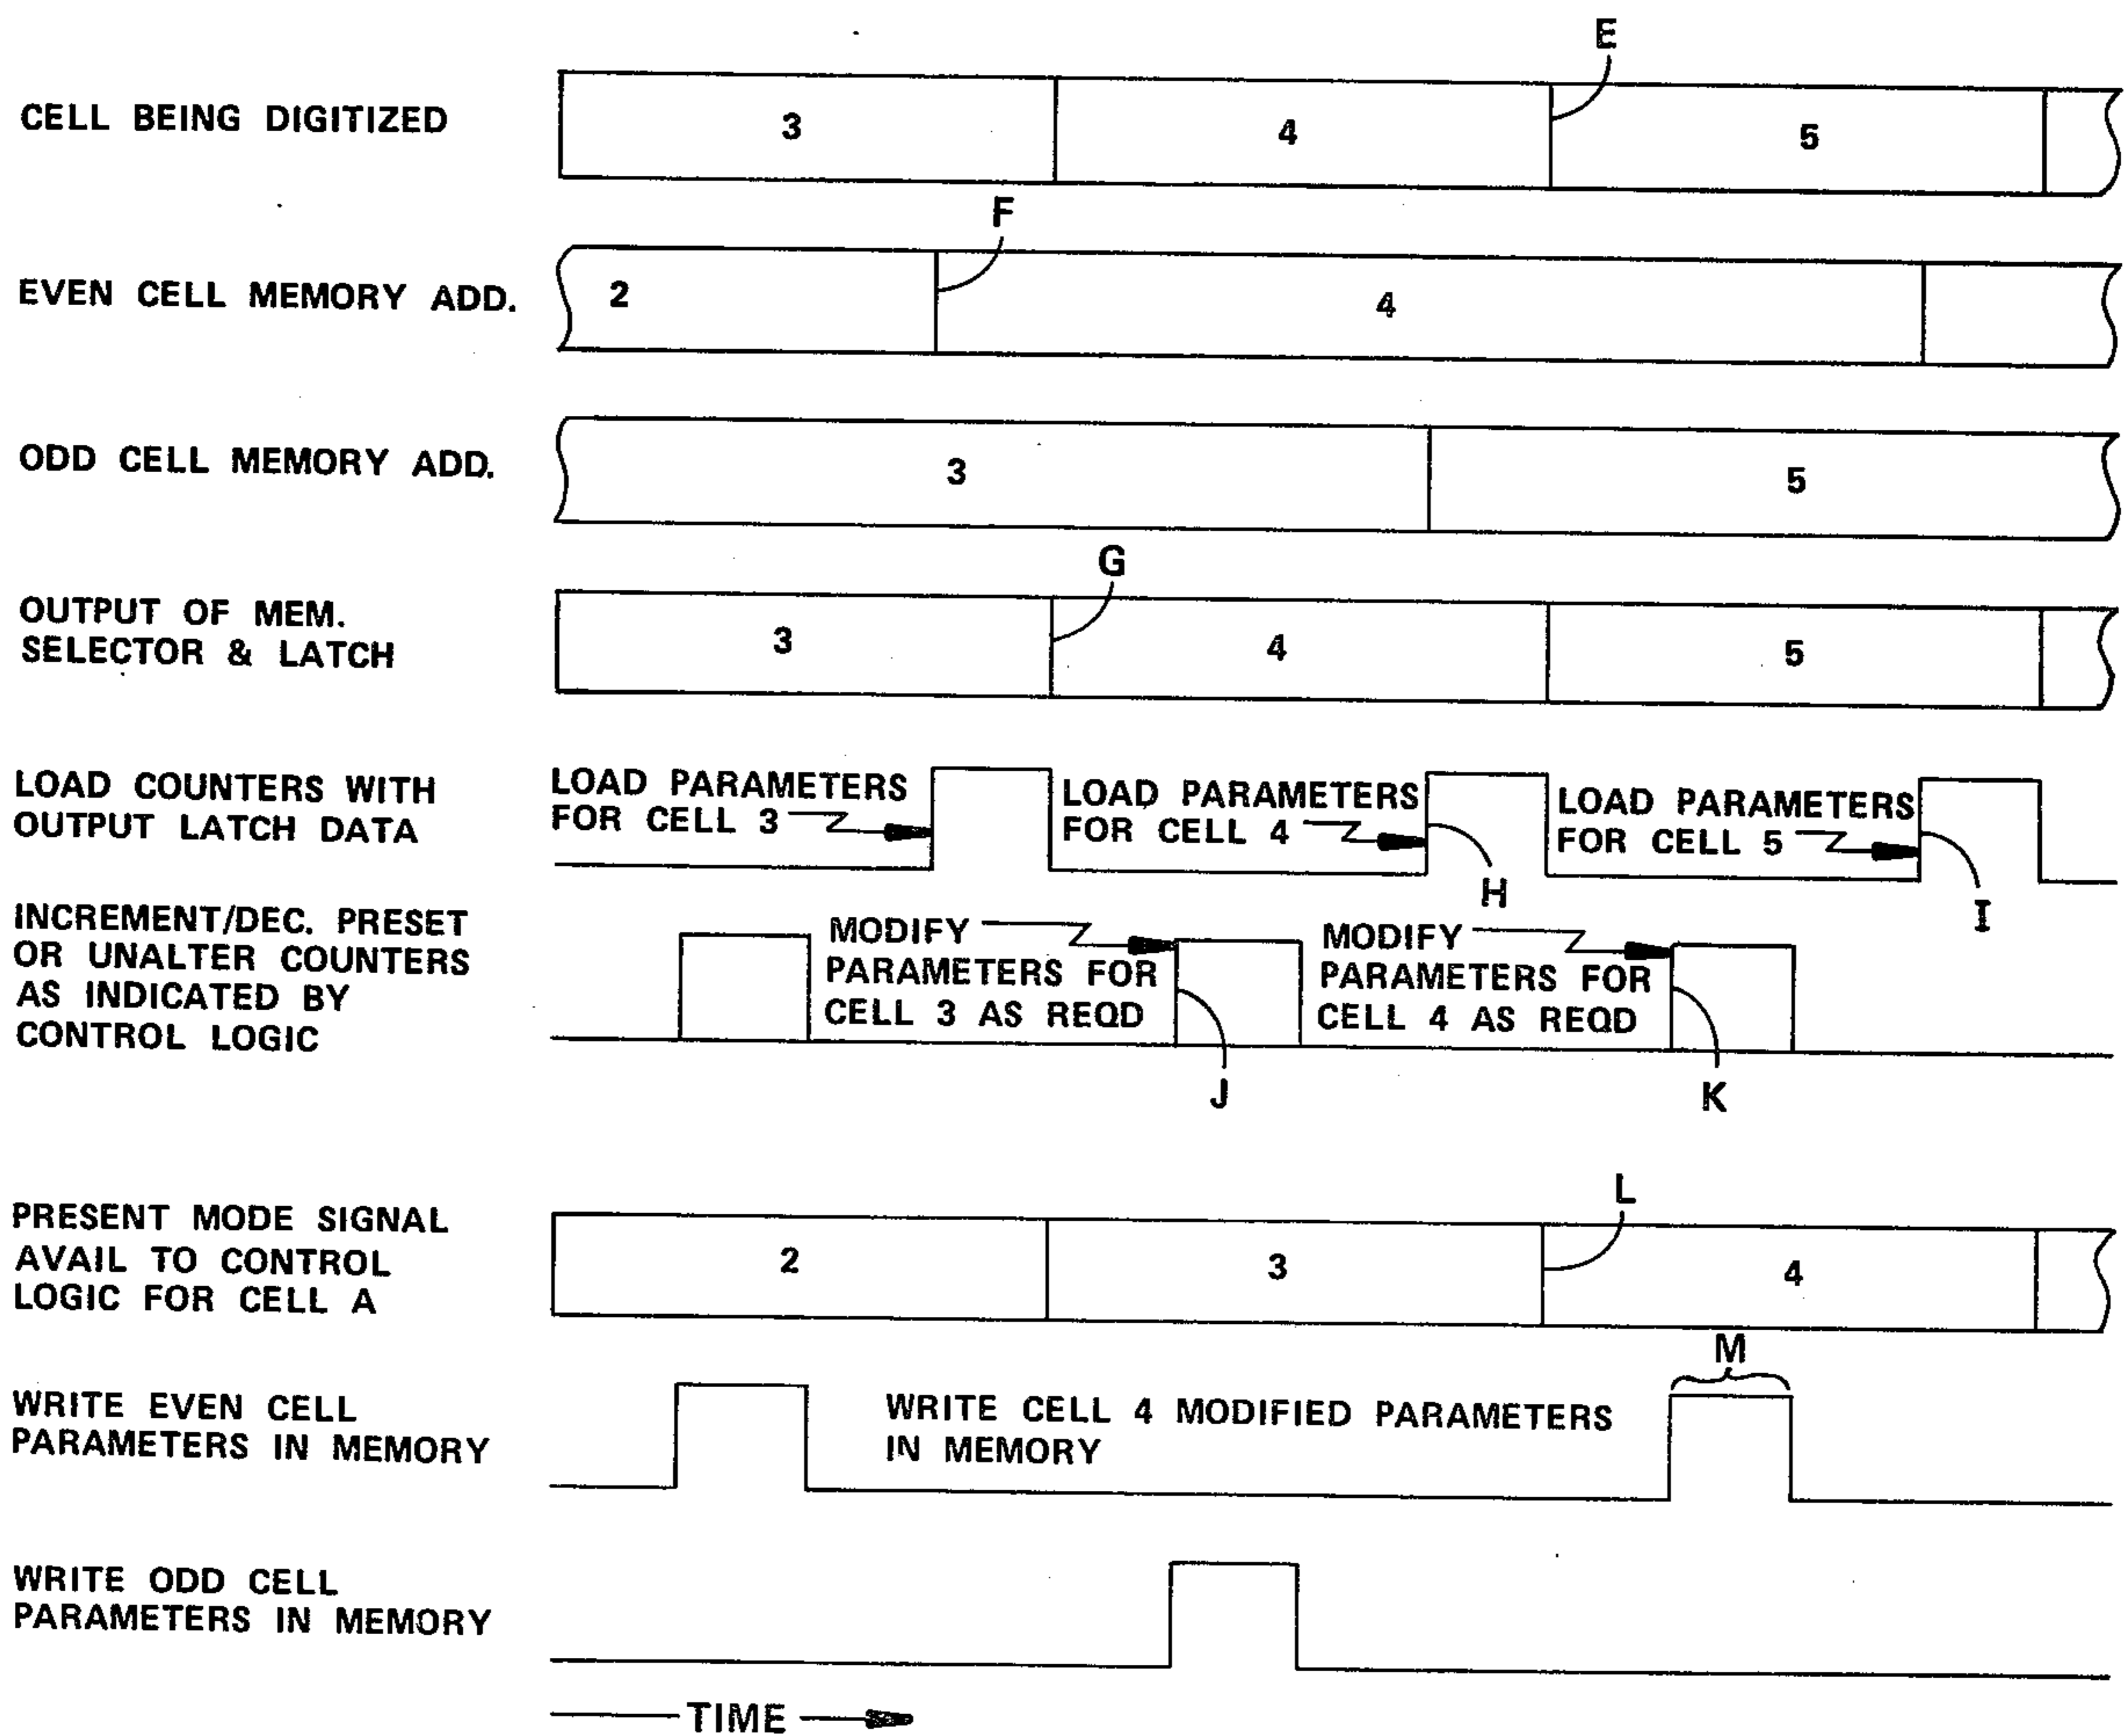 E
CELL BEING DIGITIZED
3
4
5
F
EVEN CELL MEMORY ADD.
2
4
ODD CELL MEMORY ADD.
3
5
G
OUTPUT OF MEM.
SELECTOR & LATCH
3
4
5
LOAD COUNTERS WITH
OUTPUT LATCH DATA
LOAD PARAMETERS
FOR CELL 3
LOAD PARAMETERS
FOR CELL 4
LOAD PARAMETERS
FOR CELL 5
H
I
INCREMENT/DEC. PRESET
OR UNALTER COUNTERS
AS INDICATED BY
CONTROL LOGIC
MODIFY
PARAMETERS FOR
CELL 3 AS REQD
MODIFY
PARAMETERS FOR
CELL 4 AS REQD
J
K
L
PRESENT MODE SIGNAL
AVAIL TO CONTROL
LOGIC FOR CELL A
2
3
4
M
WRITE EVEN CELL
PARAMETERS IN MEMORY
WRITE CELL 4 MODIFIED PARAMETERS
IN MEMORY
WRITE ODD CELL
PARAMETERS IN MEMORY
TIME